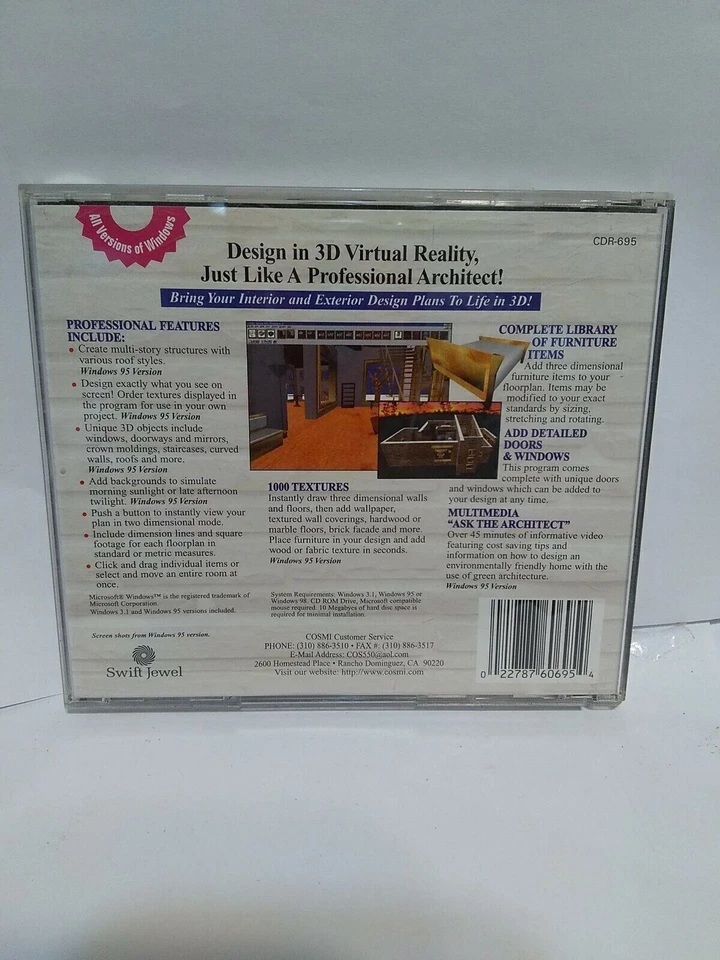 All Versions of Windows
CDR-695
Design in 3D Virtual Reality,
Just Like A Professional Architect!
Bring Your Interior and Exterior Design Plans To Life in 3D!
PROFESSIONAL FEATURES
INCLUDE:
• Create multi-story structures with
various roof styles.
Windows 95 Version
• Design exactly what you see on
screen! Order textures displayed in
the program for use in your own
project. Windows 95 Version
• Unique 3D objects include
windows, doorways and mirrors,
crown moldings, staircases, curved
walls, roofs and more.
Windows 95 Version
• Add backgrounds to simulate
morning sunlight or late afternoon
twilight. Windows 95 Version
• Push a button to instantly view your
plan in two dimensional mode.
• Include dimension lines and square
footage for each floorplan in
standard or metric measures.
• Click and drag individual items or
select and move an entire room at
once.
Microsoft® Windows™ is the registered trademark of
Microsoft Corporation.
Windows 3.1 and Windows 95 versions included.
Screen shots from Windows 95 version.
Swift Jewel
1000 TEXTURES
Instantly draw three dimensional walls
and floors, then add wallpaper,
textured wall coverings, hardwood or
marble floors, brick facade and more.
Place furniture in your design and add
wood or fabric texture in seconds.
Windows 95 Version
System Requirements: Windows 3.1, Windows 95 or
Windows 98. CD ROM Drive, Microsoft compatible
mouse required. 10 Megabytes of hard disc space is
required for minimal installation.
COSMI Customer Service
PHONE: (310) 886-3510 • FAX #: (310) 886-3517
E-Mail Address: COS550@aol.com
2600 Homestead Place • Rancho Dominguez, CA 90220
Visit our website: http://www.cosmi.com
COMPLETE LIBRARY
OF FURNITURE
ITEMS
Add three dimensional
furniture items to your
floorplan. Items may be
modified to your exact
standards by sizing,
stretching and rotating.
ADD DETAILED
DOORS
& WINDOWS
This program comes
complete with unique doors
and windows which can be added to
your design at any time.
MULTIMEDIA
"ASK THE ARCHITECT"
Over 45 minutes of informative video
featuring cost saving tips and
information on how to design an
environmentally friendly home with the
use of green architecture.
Windows 95 Version
0 22787 60695 4